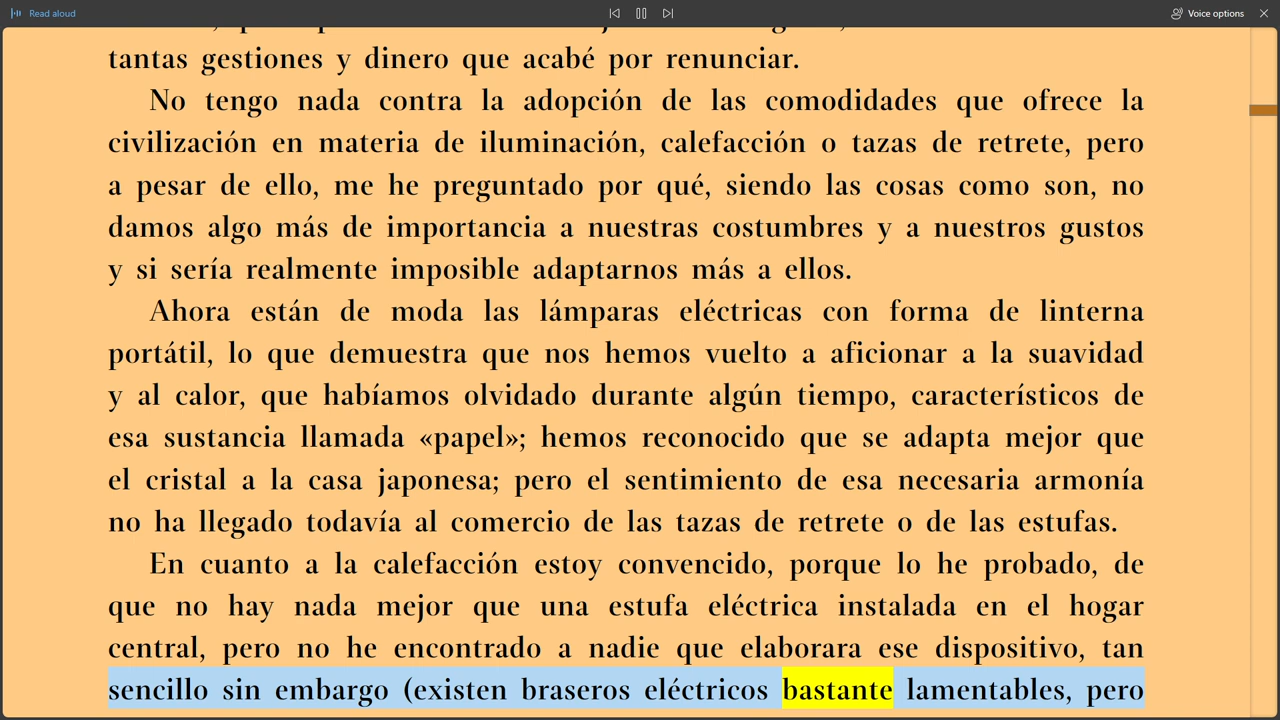 Read aloud
Voice options
tantas gestiones y dinero que acabé por renunciar.
No tengo nada contra la adopción de las comodidades que ofrece la
civilización en materia de iluminación, calefacción o tazas de retrete, pero
a pesar de ello, me he preguntado por qué, siendo las cosas como son, no
damos algo más de importancia a nuestras costumbres y a nuestros gustos
y si sería realmente imposible adaptarnos más a ellos.
Ahora están de moda las lámparas eléctricas con forma de linterna
portátil, lo que demuestra que nos hemos vuelto a aficionar a la suavidad
y al calor, que habíamos olvidado durante algún tiempo, característicos de
esa sustancia llamada «papel»; hemos reconocido que se adapta mejor que
el cristal a la casa japonesa; pero el sentimiento de esa necesaria armonía
no ha llegado todavía al comercio de las tazas de retrete o de las estufas.
En cuanto a la calefacción estoy convencido, porque lo he probado, de
que no hay nada mejor que una estufa eléctrica instalada en el hogar
central, pero no he encontrado a nadie que elaborara ese dispositivo, tan
sencillo sin embargo (existen braseros eléctricos bastante lamentables, pero